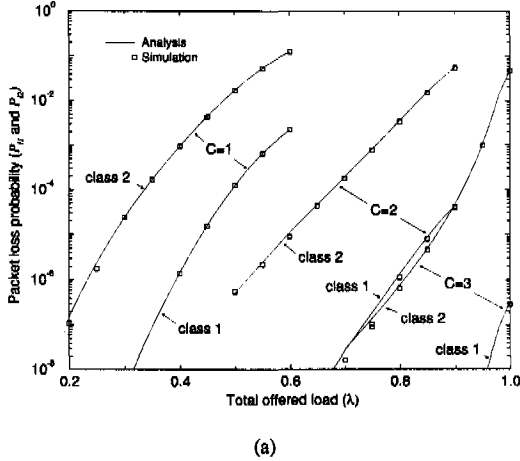 10^0
10^-2
10^-4
10^-6
10^-8
Packet loss probability (P_l1 and P_l2)
Analysis
Simulation
class 2
C=1
class 1
C=2
class 2
class 1
C=3
class 2
class 1
0.2
0.4
0.6
0.8
1.0
Total offered load (λ)
(a)